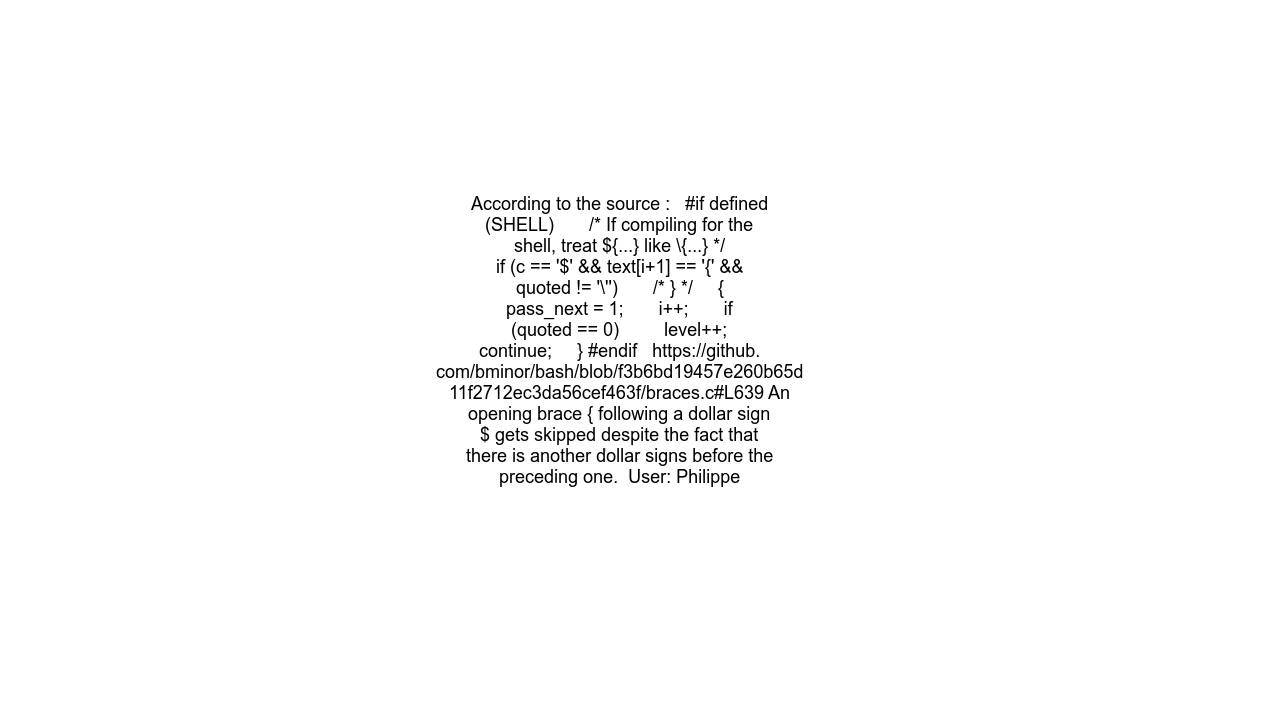 According to the source :   #if defined
(SHELL)       /* If compiling for the
shell, treat ${...} like \{...} */
if (c == '$' && text[i+1] == '{' &&
quoted != '\'')       /* } */     {
pass_next = 1;       i++;       if
(quoted == 0)         level++;
continue;     } #endif   https://github.
com/bminor/bash/blob/f3b6bd19457e260b65d
11f2712ec3da56cef463f/braces.c#L639 An
opening brace { following a dollar sign
$ gets skipped despite the fact that
there is another dollar signs before the
preceding one.  User: Philippe